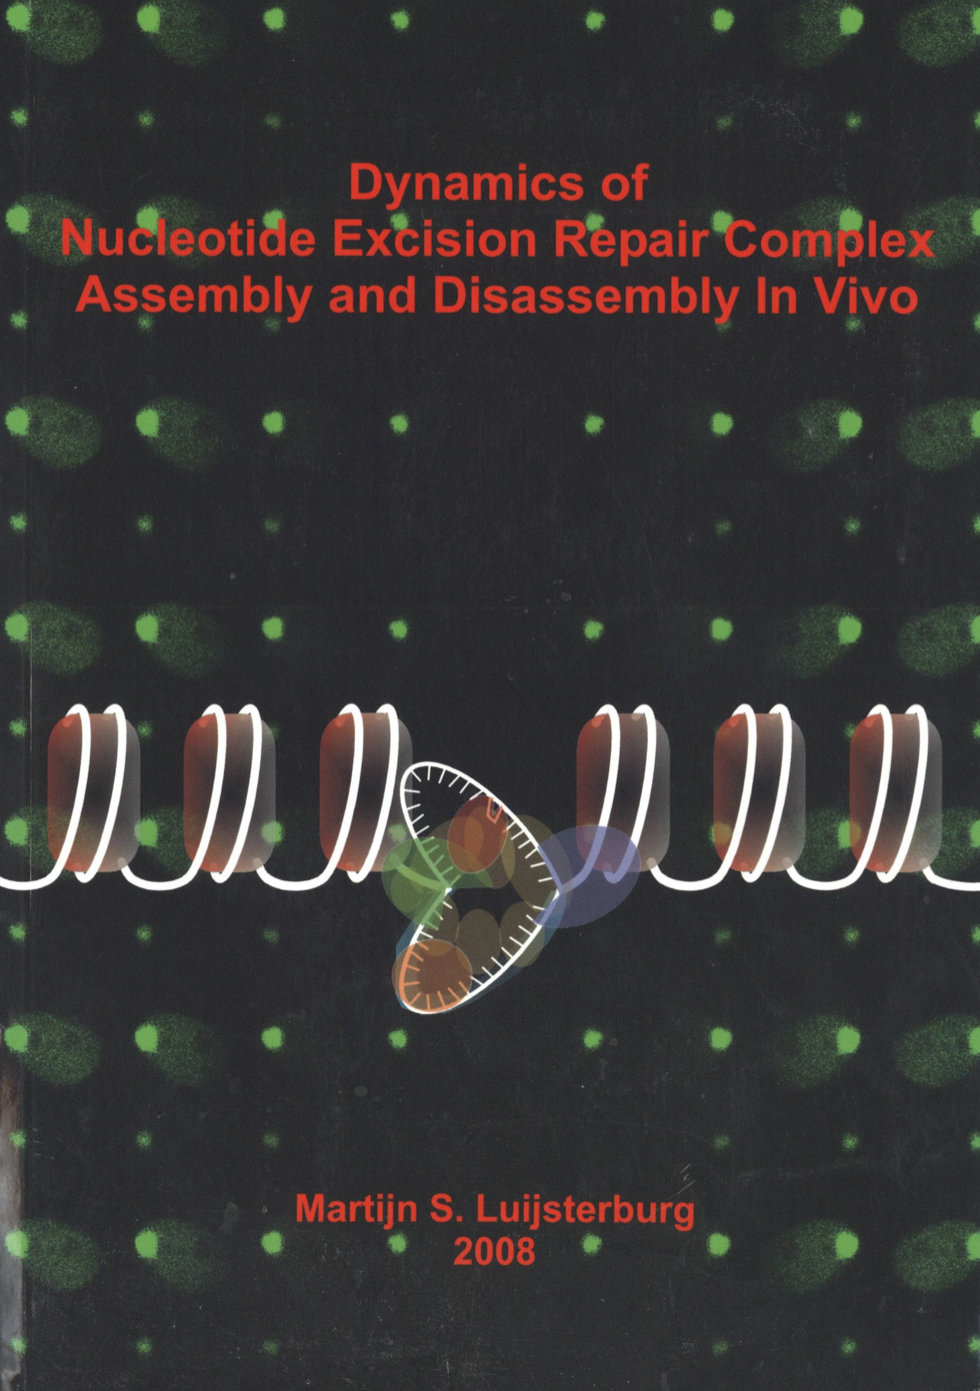 Dynamics of
Nucleotide Excision Repair Complex
Assembly and Disassembly In Vivo
Martijn S. Luijsterburg
2008